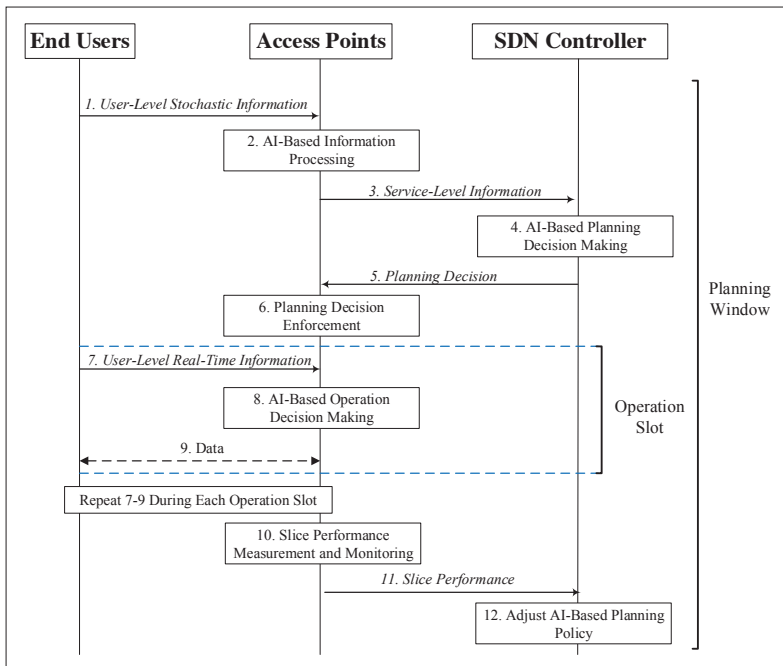 End Users
Access Points
SDN Controller
1. User-Level Stochastic Information
2. AI-Based Information
Processing
3. Service-Level Information
4. AI-Based Planning
Decision Making
5. Planning Decision
6. Planning Decision
Enforcement
Planning
Window
7. User-Level Real-Time Information
8. AI-Based Operation
Decision Making
Operation
Slot
9. Data
Repeat 7-9 During Each Operation Slot
10. Slice Performance
Measurement and Monitoring
11. Slice Performance
12. Adjust AI-Based Planning
Policy